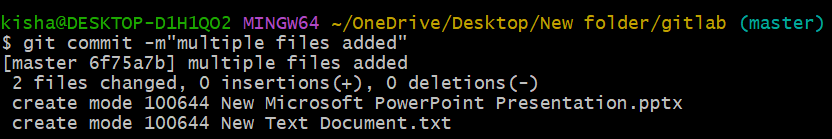 kisha@DESKTOP-D1H1QO2 MINGW64 ~/OneDrive/Desktop/New folder/gitlab (master)
$ git commit -m"multiple files added"
[master 6f75a7b] multiple files added
 2 files changed, 0 insertions(+), 0 deletions(-)
 create mode 100644 New Microsoft PowerPoint Presentation.pptx
 create mode 100644 New Text Document.txt